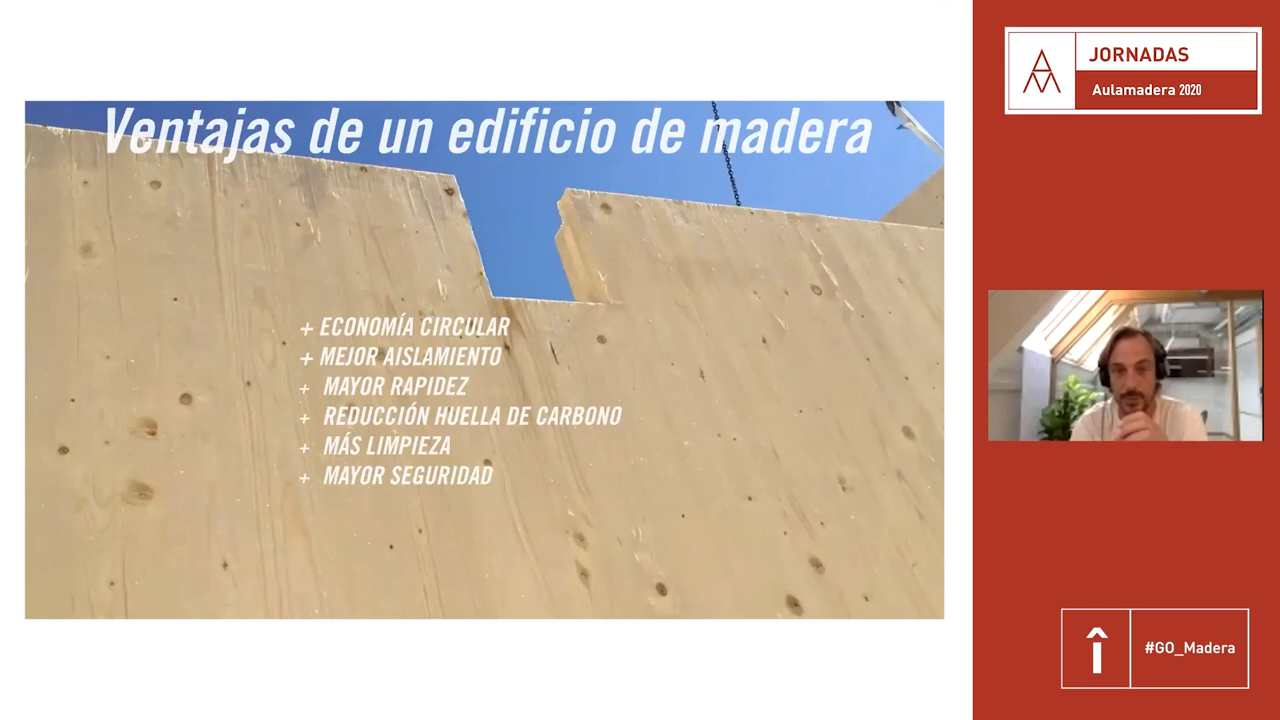 Ventajas de un edificio de madera
+ ECONOMÍA CIRCULAR
+ MEJOR AISLAMIENTO
+ MAYOR RAPIDEZ
+ REDUCCIÓN HUELLA DE CARBONO
+ MÁS LIMPIEZA
+ MAYOR SEGURIDAD
JORNADAS
Aulamadera 2020
#GO_Madera